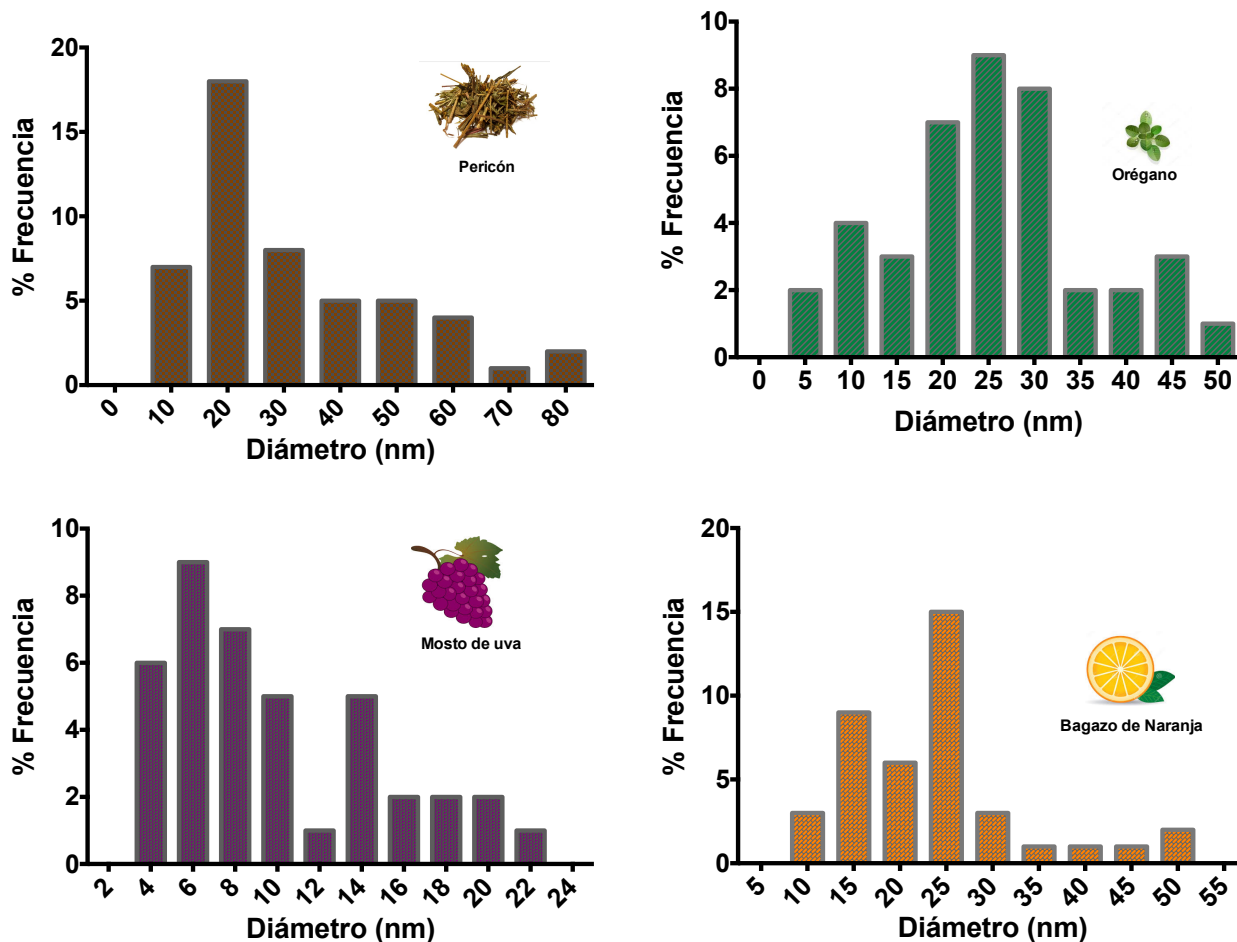 20
15
10
5
0
% Frecuencia
Pericón
0 10 20 30 40 50 60 70 80
Diámetro (nm)
10
8
6
4
2
0
% Frecuencia
Orégano
0 5 10 15 20 25 30 35 40 45 50
Diámetro (nm)
10
8
6
4
2
0
% Frecuencia
Mosto de uva
2 4 6 8 10 12 14 16 18 20 22 24
Diámetro (nm)
20
15
10
5
0
% Frecuencia
Bagazo de Naranja
5 10 15 20 25 30 35 40 45 50 55
Diámetro (nm)